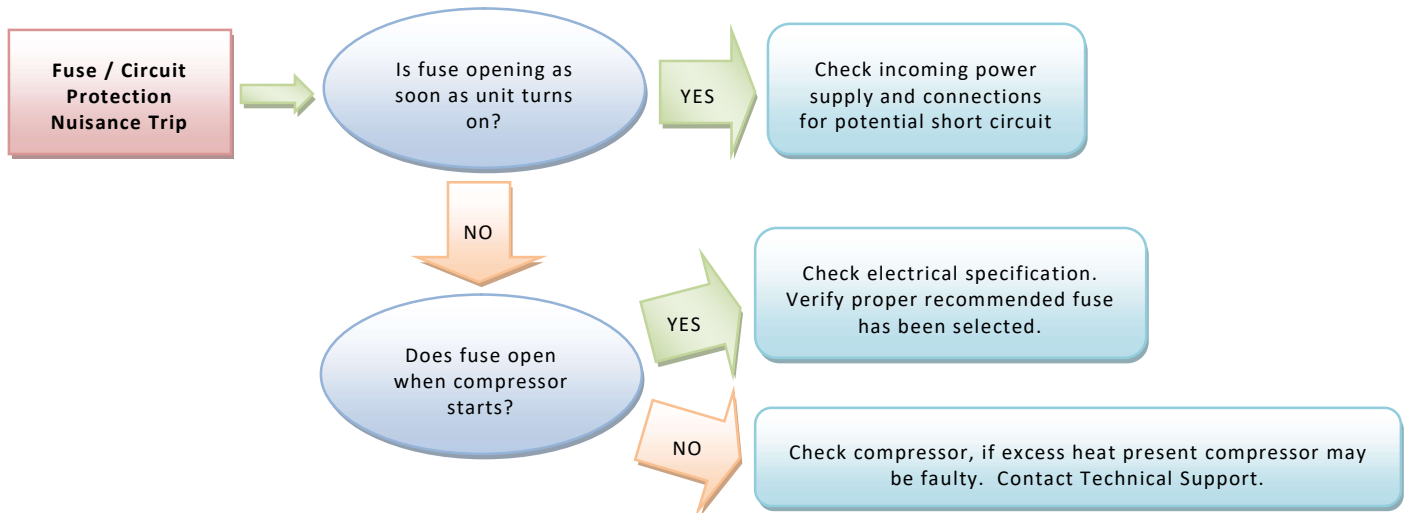 Fuse / Circuit
Protection
Nuisance Trip
Is fuse opening as
soon as unit turns
on?
YES
Check incoming power
supply and connections
for potential short circuit
NO
Does fuse open
when compressor
starts?
YES
Check electrical specification.
Verify proper recommended fuse
has been selected.
NO
Check compressor, if excess heat present compressor may
be faulty.  Contact Technical Support.